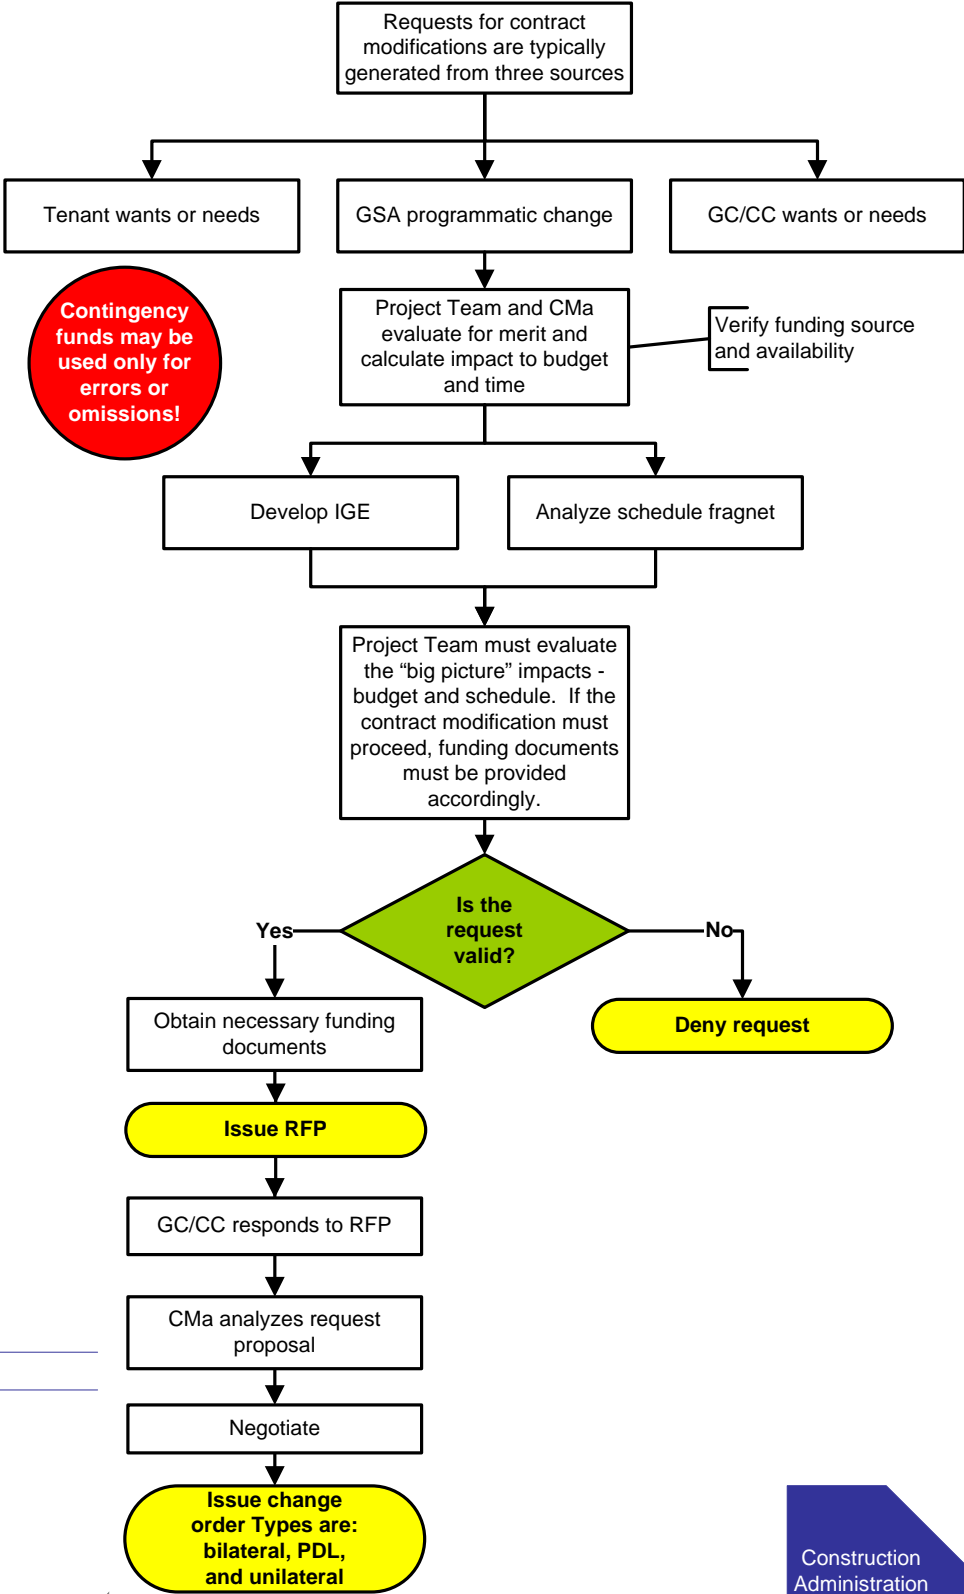 Requests for contract
modifications are typically
generated from three sources
Tenant wants or needs
GSA programmatic change
GC/CC wants or needs
Contingency
funds may be
used only for
errors or
omissions!
Project Team and CMa
evaluate for merit and
calculate impact to budget
and time
Verify funding source
and availability
Develop IGE
Analyze schedule fragnet
Project Team must evaluate
the “big picture” impacts -
budget and schedule.  If the
contract modification must
proceed, funding documents
must be provided
accordingly.
Is the
request
valid?
Yes
No
Obtain necessary funding
documents
Deny request
Issue RFP
GC/CC responds to RFP
CMa analyzes request
proposal
Negotiate
Issue change
order Types are:
bilateral, PDL,
and unilateral
Construction
Administration